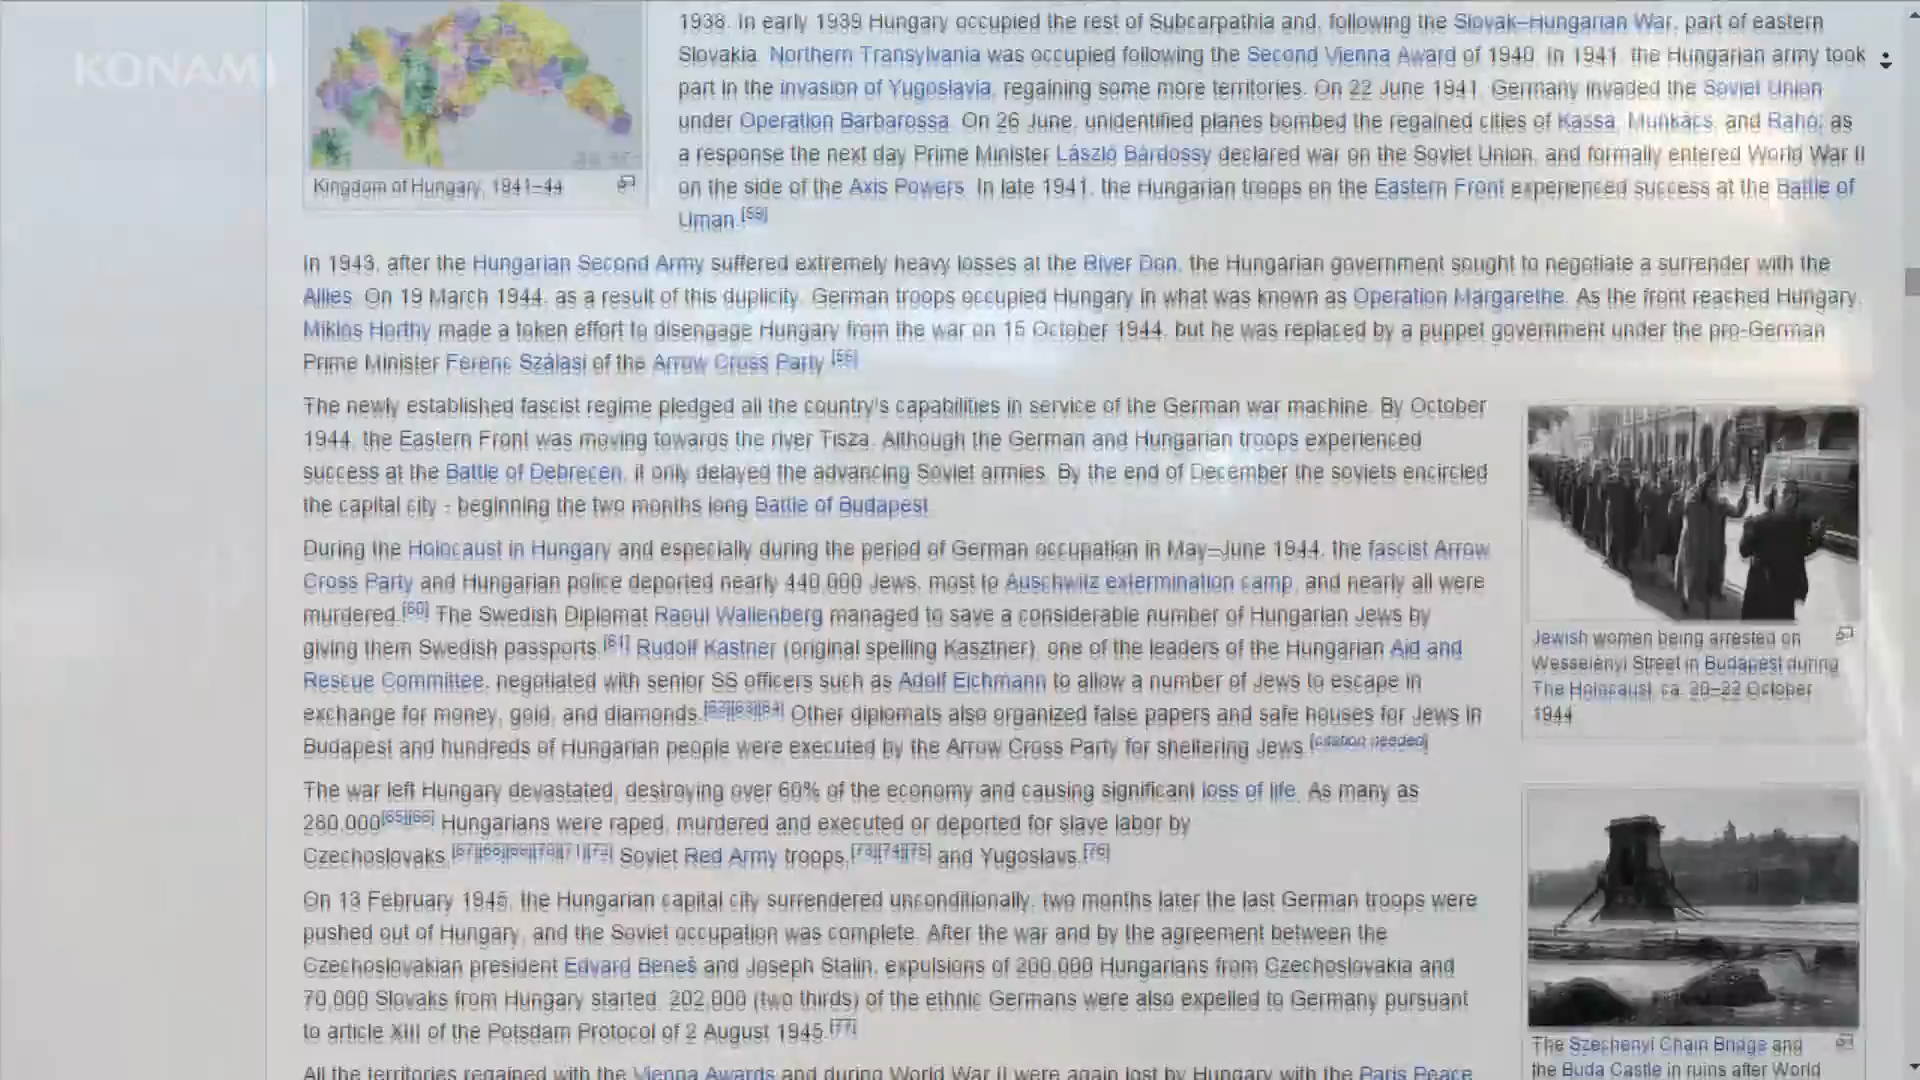 KONAMI
1938. In early 1939 Hungary occupied the rest of Subcarpathia and, following the Slovak–Hungarian War, part of eastern
Slovakia. Northern Transylvania was occupied following the Second Vienna Award of 1940. In 1941, the Hungarian army took
part in the invasion of Yugoslavia, regaining some more territories. On 22 June 1941, Germany invaded the Soviet Union
under Operation Barbarossa. On 26 June, unidentified planes bombed the regained cities of Kassa, Munkács, and Rahó; as
a response the next day Prime Minister László Bárdossy declared war on the Soviet Union, and formally entered World War II
on the side of the Axis Powers. In late 1941, the Hungarian troops on the Eastern Front experienced success at the Battle of
Uman.[59]
Kingdom of Hungary, 1941–44
In 1943, after the Hungarian Second Army suffered extremely heavy losses at the River Don, the Hungarian government sought to negotiate a surrender with the
Allies. On 19 March 1944, as a result of this duplicity, German troops occupied Hungary in what was known as Operation Margarethe. As the front reached Hungary,
Miklós Horthy made a token effort to disengage Hungary from the war on 15 October 1944, but he was replaced by a puppet government under the pro-German
Prime Minister Ferenc Szálasi of the Arrow Cross Party.
The newly established fascist regime pledged all the country's capabilities in service of the German war machine. By October
1944, the Eastern Front was moving towards the river Tisza. Although the German and Hungarian troops experienced
success at the Battle of Debrecen, it only delayed the advancing Soviet armies. By the end of December the soviets encircled
the capital city - beginning the two months long Battle of Budapest.
During the Holocaust in Hungary and especially during the period of German occupation in May–June 1944, the fascist Arrow
Cross Party and Hungarian police deported nearly 440,000 Jews, most to Auschwitz extermination camp, and nearly all were
murdered.[60] The Swedish Diplomat Raoul Wallenberg managed to save a considerable number of Hungarian Jews by
giving them Swedish passports.[61] Rudolf Kastner (original spelling Kasztner), one of the leaders of the Hungarian Aid and
Rescue Committee, negotiated with senior SS officers such as Adolf Eichmann to allow a number of Jews to escape in
exchange for money, gold, and diamonds.[62][63][64] Other diplomats also organized false papers and safe houses for Jews in
Budapest and hundreds of Hungarian people were executed by the Arrow Cross Party for sheltering Jews.[citation needed]
Jewish women being arrested on
Wesselényi Street in Budapest during
The Holocaust, ca. 20–22 October
1944
The war left Hungary devastated, destroying over 60% of the economy and causing significant loss of life. As many as
280,000[65][66] Hungarians were raped, murdered and executed or deported for slave labor by
Czechoslovaks, Soviet Red Army troops,[73][74][75] and Yugoslavs.[76]
On 13 February 1945, the Hungarian capital city surrendered unconditionally, two months later the last German troops were
pushed out of Hungary, and the Soviet occupation was complete. After the war and by the agreement between the
Czechoslovakian president Edvard Beneš and Joseph Stalin, expulsions of 200,000 Hungarians from Czechoslovakia and
70,000 Slovaks from Hungary started. 202,000 (two thirds) of the ethnic Germans were also expelled to Germany pursuant
to article XIII of the Potsdam Protocol of 2 August 1945.[77]
The Széchenyi Chain Bridge and
the Buda Castle in ruins after World
All the territories regained with the Vienna Awards and during World War II were again lost by Hungary with the Paris Peace